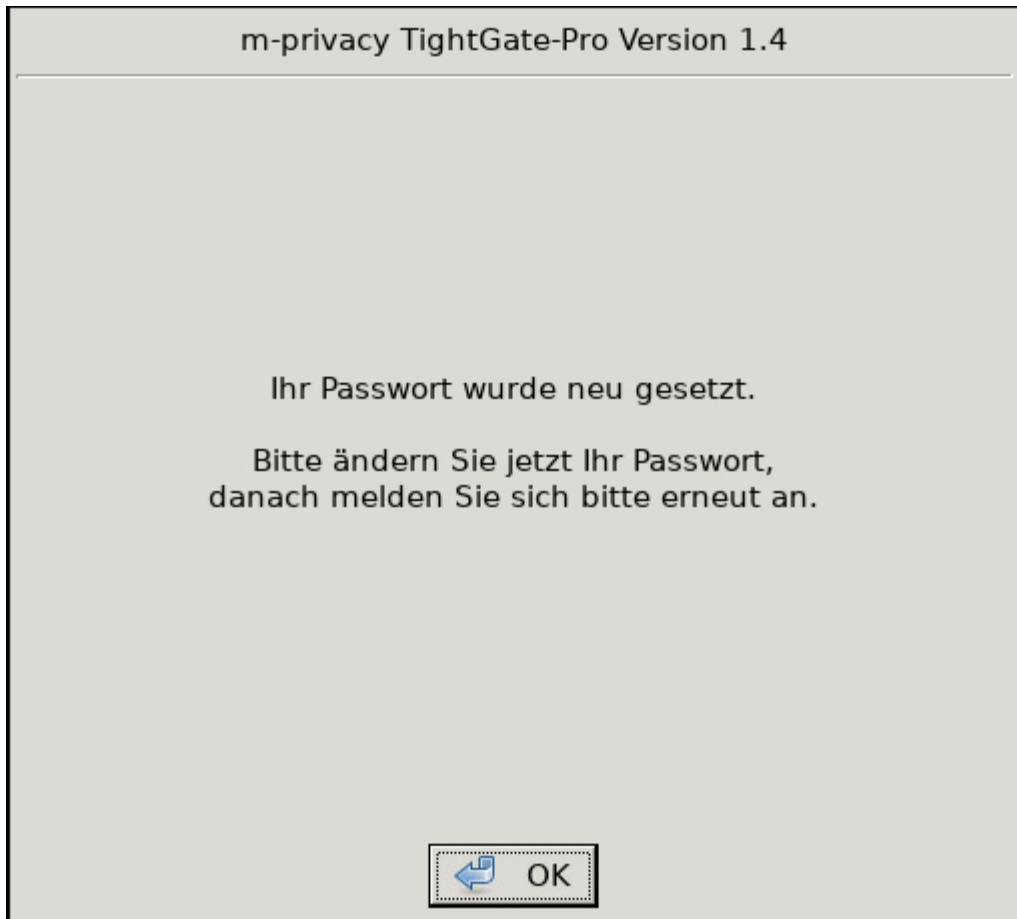 m-privacy TightGate-Pro Version 1.4
Ihr Passwort wurde neu gesetzt.
Bitte ändern Sie jetzt Ihr Passwort,
danach melden Sie sich bitte erneut an.
OK